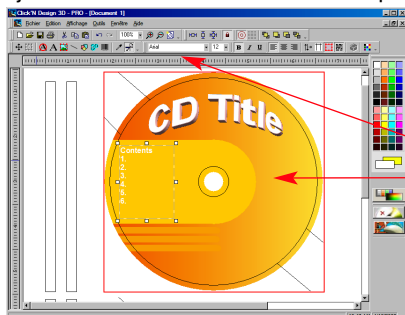 Click'N Design 3D - PRO - [Document 1]
Fichier Edition Affichage Outils Fenêtre Aide
100%
Arial 12 B I U
CD Title
Contents
1.
2.
3.
4.
5.
6.